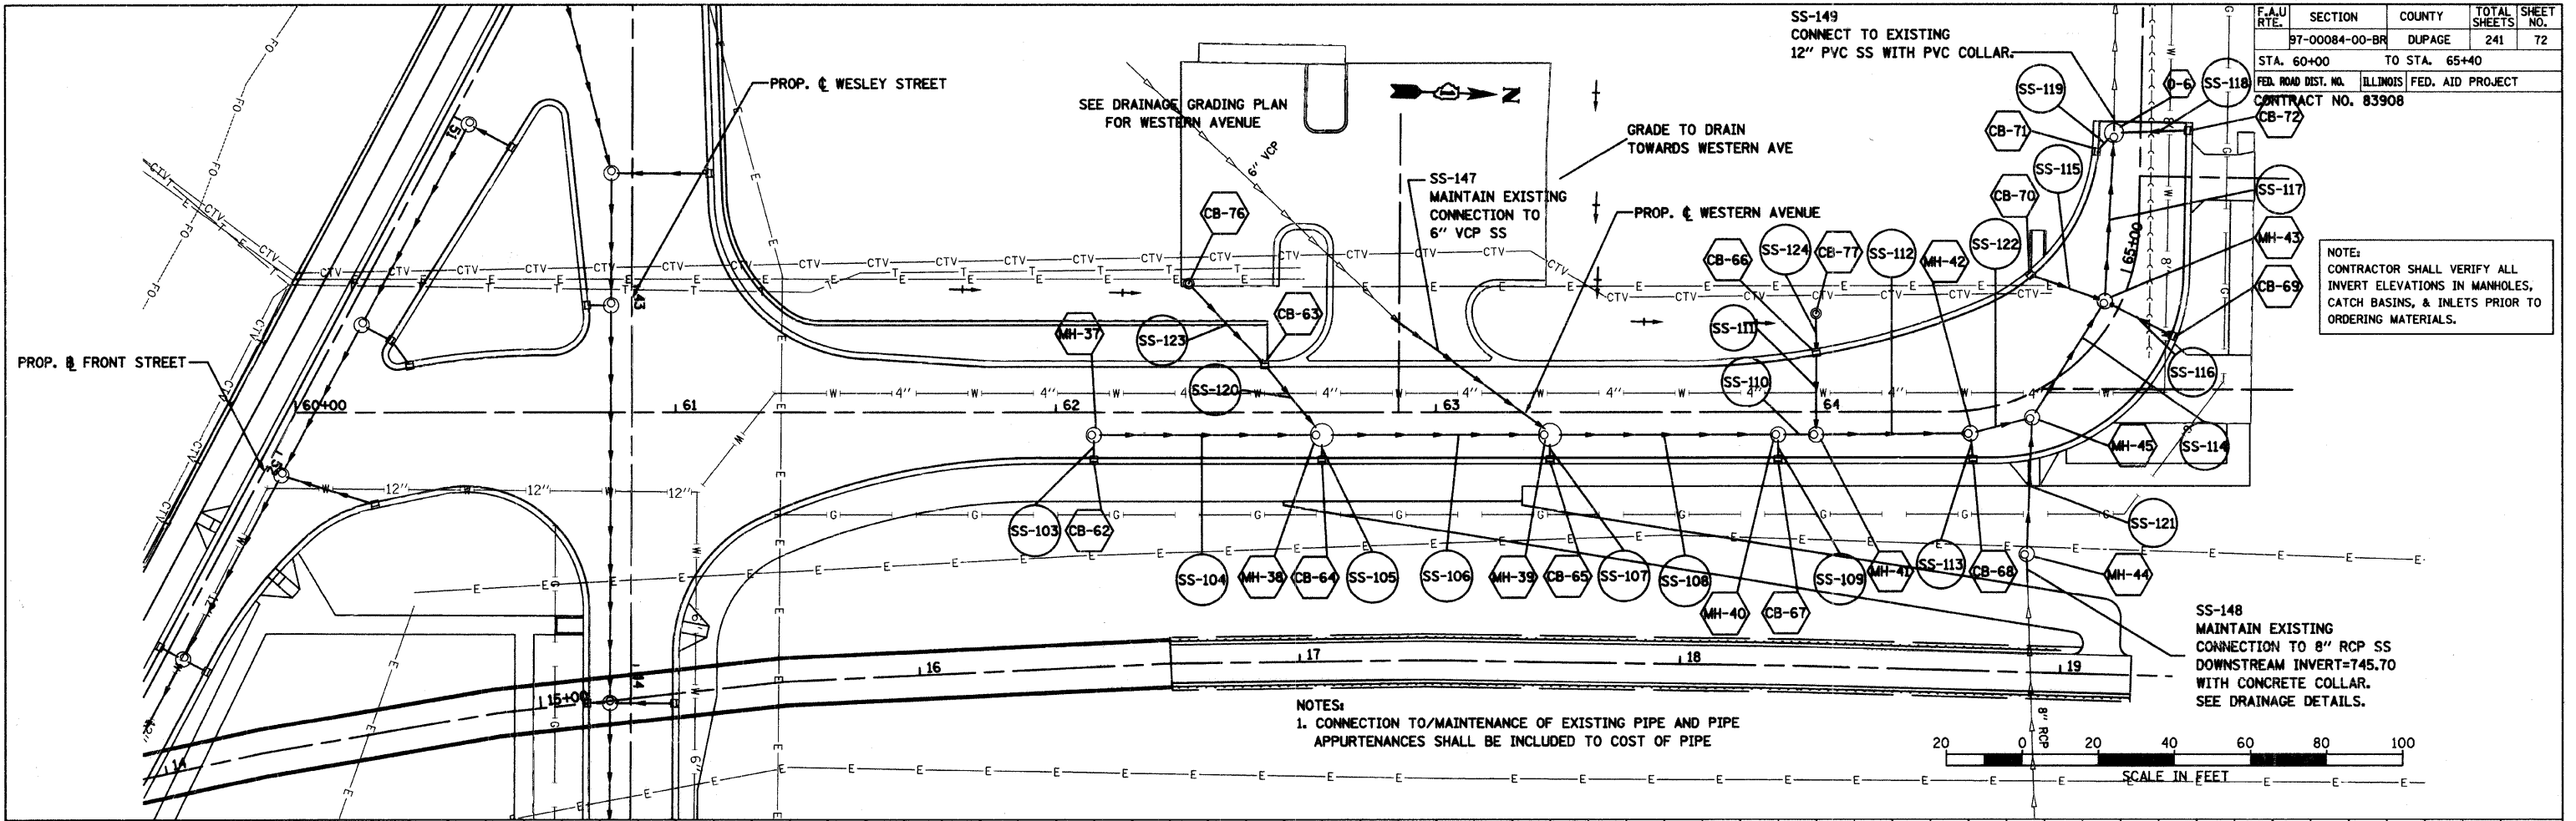 SS-149
CONNECT TO EXISTING
12" PVC SS WITH PVC COLLAR.
F.A.U RTE.
SECTION
COUNTY
TOTAL SHEETS
SHEET NO.
97-00084-00-BR
DUPAGE
241
72
STA. 60+00 TO STA. 65+40
FED. ROAD DIST. NO.
ILLINOIS
FED. AID PROJECT
CONTRACT NO. 83908
PROP. ℄ WESLEY STREET
SEE DRAINAGE GRADING PLAN
FOR WESTERN AVENUE
N
GRADE TO DRAIN
TOWARDS WESTERN AVE
6" VCP
SS-147
MAINTAIN EXISTING
CONNECTION TO
6" VCP SS
PROP. ℄ WESTERN AVENUE
SS-119
SS-118
CB-72
CB-71
SS-115
CB-70
SS-117
MH-43
CB-69
SS-116
SS-114
MH-45
SS-121
MH-44
CB-76
CB-66
SS-124
CB-77
SS-112
MH-42
SS-122
SS-111
SS-110
MH-37
SS-123
CB-63
SS-120
NOTE:
CONTRACTOR SHALL VERIFY ALL
INVERT ELEVATIONS IN MANHOLES,
CATCH BASINS, & INLETS PRIOR TO
ORDERING MATERIALS.
PROP. ⅊ FRONT STREET
60+00
61
62
63
64
65+00
51
43
44
SS-103
CB-62
SS-104
MH-38
CB-64
SS-105
SS-106
MH-39
CB-65
SS-107
SS-108
MH-40
CB-67
SS-109
MH-41
SS-113
CB-68
14
15+00
16
17
18
19
SS-148
MAINTAIN EXISTING
CONNECTION TO 8" RCP SS
DOWNSTREAM INVERT=745.70
WITH CONCRETE COLLAR.
SEE DRAINAGE DETAILS.
NOTES:
1. CONNECTION TO/MAINTENANCE OF EXISTING PIPE AND PIPE
APPURTENANCES SHALL BE INCLUDED TO COST OF PIPE
8" RCP
20 0 20 40 60 80 100
SCALE IN FEET